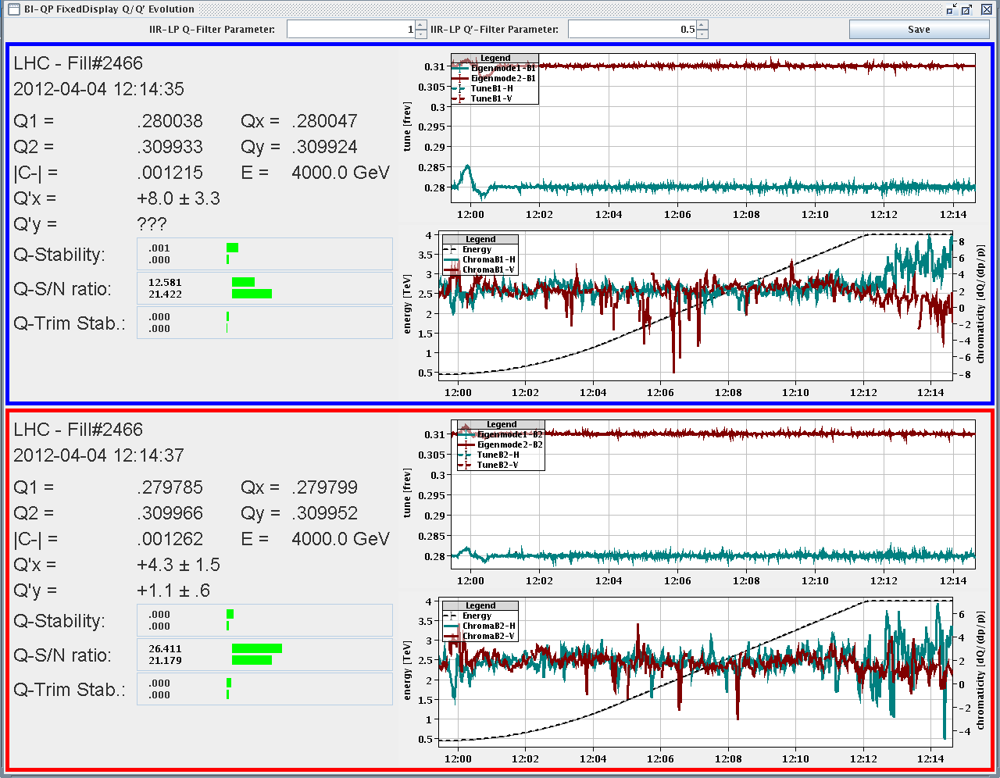 BI-QP FixedDisplay Q/Q′ Evolution
IIR-LP Q-Filter Parameter: 1 IIR-LP Q′-Filter Parameter: 0.5 Save
LHC - Fill#2466
2012-04-04 12:14:35
Q1 = .280038 Qx = .280047
Q2 = .309933 Qy = .309924
|C-| = .001215 E = 4000.0 GeV
Q'x = +8.0 ± 3.3
Q'y = ???
Q-Stability: .001
.000
Q-S/N ratio: 12.581
21.422
Q-Trim Stab.: .000
.000
Legend
Eigenmode1-B1
Eigenmode2-B1
TuneB1-H
TuneB1-V
tune [frev]
0.31
0.305
0.3
0.295
0.29
0.285
0.28
12:00 12:02 12:04 12:06 12:08 12:10 12:12 12:14
Legend
Energy
ChromaB1-H
ChromaB1-V
energy [TeV]
4
3.5
3
2.5
2
1.5
1
0.5
chromaticity [dQ/(dp/p)]
8
6
4
2
0
-2
-4
-6
-8
12:00 12:02 12:04 12:06 12:08 12:10 12:12 12:14
LHC - Fill#2466
2012-04-04 12:14:37
Q1 = .279785 Qx = .279799
Q2 = .309966 Qy = .309952
|C-| = .001262 E = 4000.0 GeV
Q'x = +4.3 ± 1.5
Q'y = +1.1 ± .6
Q-Stability: .000
.000
Q-S/N ratio: 26.411
21.179
Q-Trim Stab.: .000
.000
Legend
Eigenmode1-B2
Eigenmode2-B2
TuneB2-H
TuneB2-V
tune [frev]
0.31
0.305
0.3
0.295
0.29
0.285
0.28
12:00 12:02 12:04 12:06 12:08 12:10 12:12 12:14
Legend
Energy
ChromaB2-H
ChromaB2-V
energy [TeV]
4
3.5
3
2.5
2
1.5
1
0.5
chromaticity [dQ/(dp/p)]
6
4
2
0
-2
-4
12:00 12:02 12:04 12:06 12:08 12:10 12:12 12:14